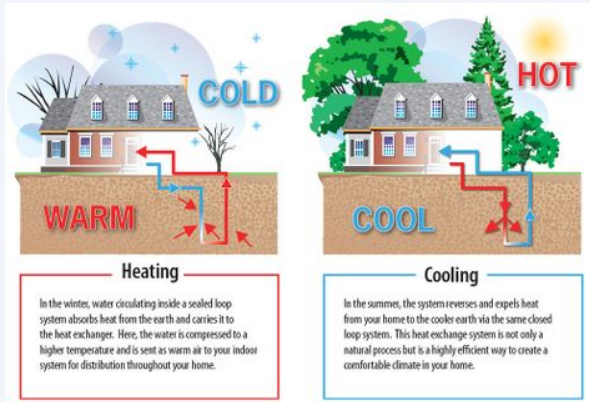 COLD
WARM
Heating
In the winter, water circulating inside a sealed loop
system absorbs heat from the earth and carries it to
the heat exchanger. Here, the water is compressed to a
higher temperature and is sent as warm air to your indoor
system for distribution throughout your home.
HOT
COOL
Cooling
In the summer, the system reverses and expels heat
from your home to the cooler earth via the same closed
loop system. This heat exchange system is not only a
natural process but is a highly efficient way to create a
comfortable climate in your home.